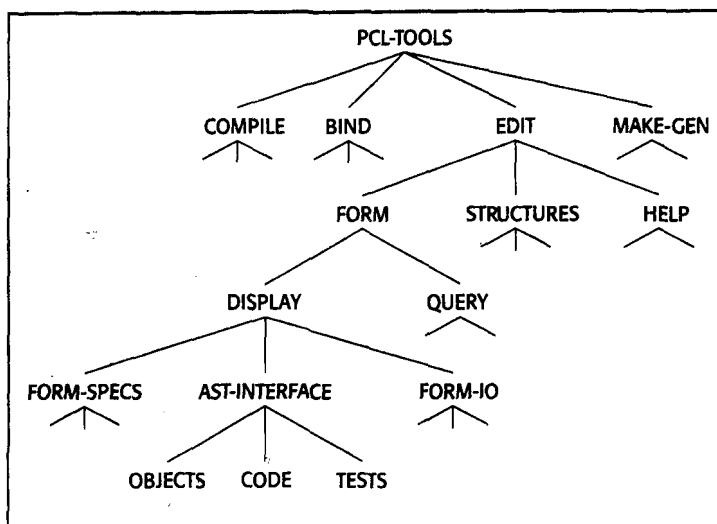 PCL-TOOLS
COMPILE BIND EDIT MAKE-GEN
FORM STRUCTURES HELP
DISPLAY QUERY
FORM-SPECS AST-INTERFACE FORM-IO
OBJECTS CODE TESTS